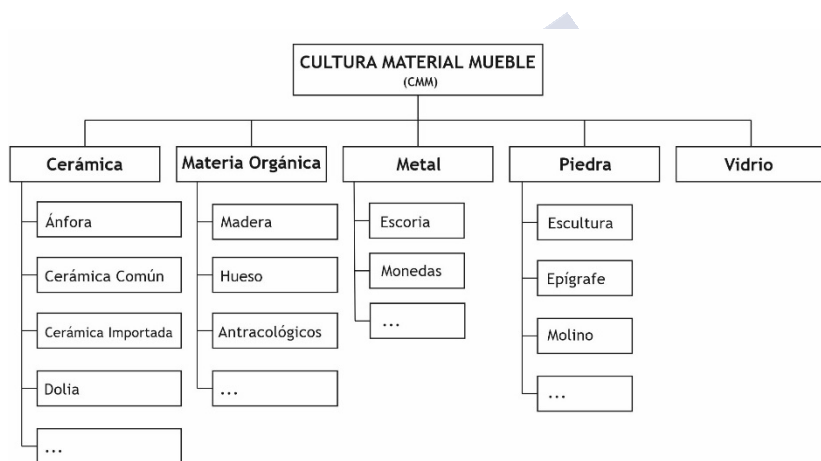 CULTURA MATERIAL MUEBLE
(CMM)
Cerámica
Materia Orgánica
Metal
Piedra
Vidrio
Ánfora
Cerámica Común
Cerámica Importada
Dolia
...
Madera
Hueso
Antracológicos
...
Escoria
Monedas
...
Escultura
Epígrafe
Molino
...